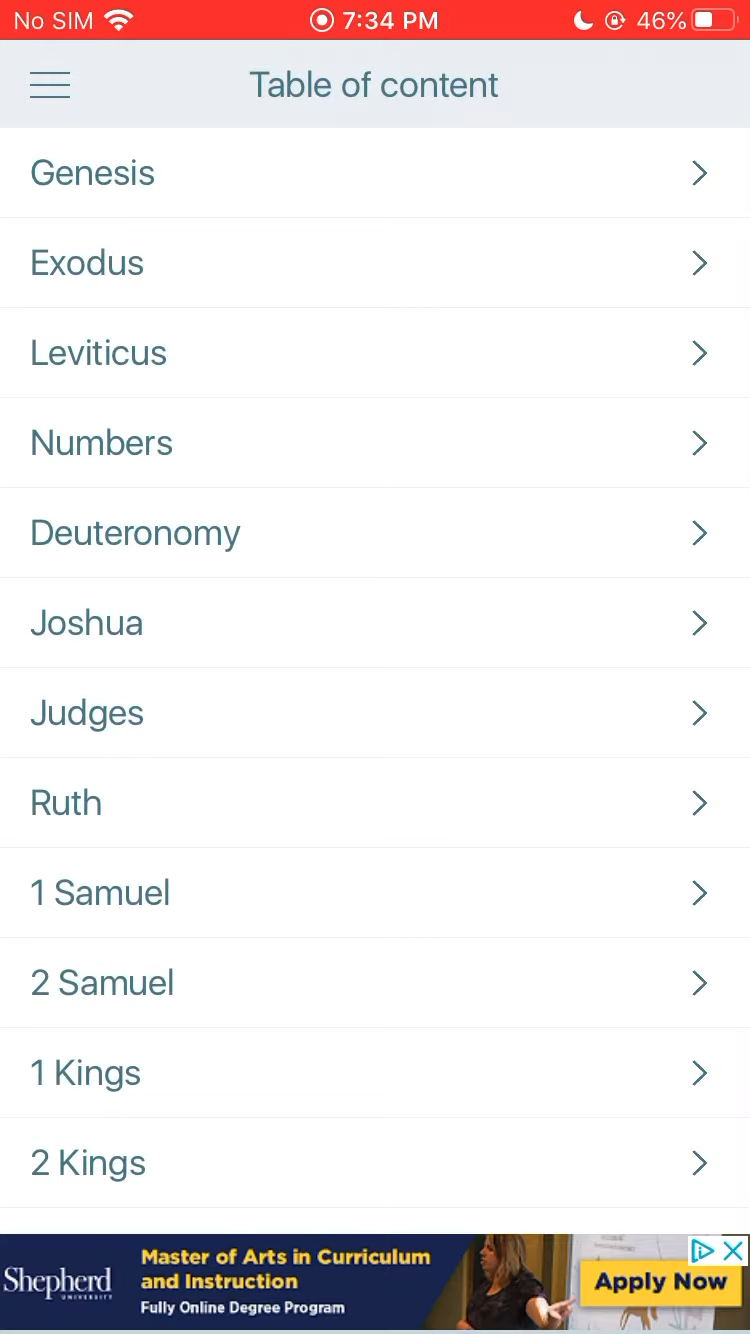 No SIM 7:34 PM 46%
Table of content
Genesis
Exodus
Leviticus
Numbers
Deuteronomy
Joshua
Judges
Ruth
1 Samuel
2 Samuel
1 Kings
2 Kings
Shepherd
UNIVERSITY
Master of Arts in Curriculum
and Instruction
Fully Online Degree Program
Apply Now